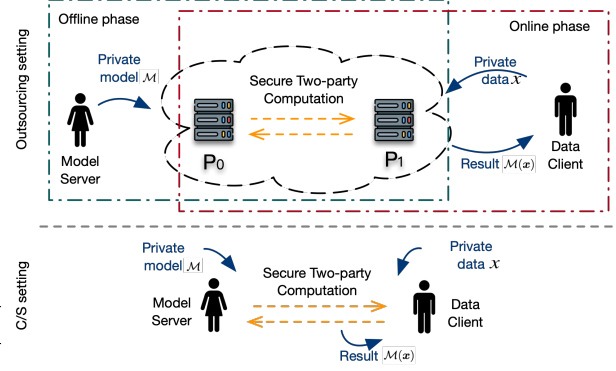 Outsourcing setting
Offline phase
Online phase
Private
model ℳ
Secure Two-party
Computation
Private
data 𝓍
P0
P1
Model
Server
Data
Client
Result ℳ(𝒙)
C/S setting
Private
model ℳ
Private
data 𝓍
Secure Two-party
Computation
Model
Server
Data
Client
Result ℳ(𝒙)